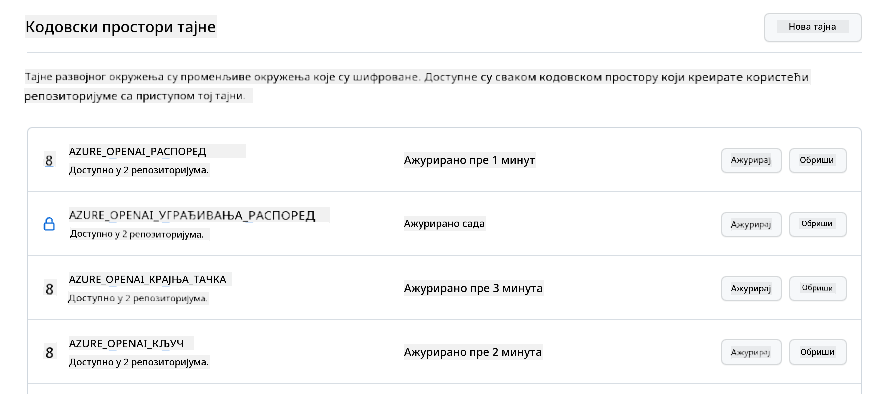 Кодовски простори тајне
Нова тајна
Тајне развојног окружења су променљиве окружења које су шифроване. Доступне су сваком кодовском простору који креирате користећи
репозиторијуме са приступом тој тајни.
8 AZURE_OPENAI_РАСПОРЕД
Доступно у 2 репозиторијума.
Ажурирано пре 1 минут
Ажурирај
Обриши
AZURE_OPENAI_УГРАЂИВАЊА_РАСПОРЕД
Доступно у 2 репозиторијума.
Ажурирано сада
Ажурирај
Обриши
8 AZURE_OPENAI_КРАЈЊА_ТАЧКА
Доступно у 2 репозиторијума.
Ажурирано пре 3 минута
Ажурирај
Обриши
8 AZURE_OPENAI_КЉУЧ
Доступно у 2 репозиторијума.
Ажурирано пре 2 минута
Ажурирај
Обриши